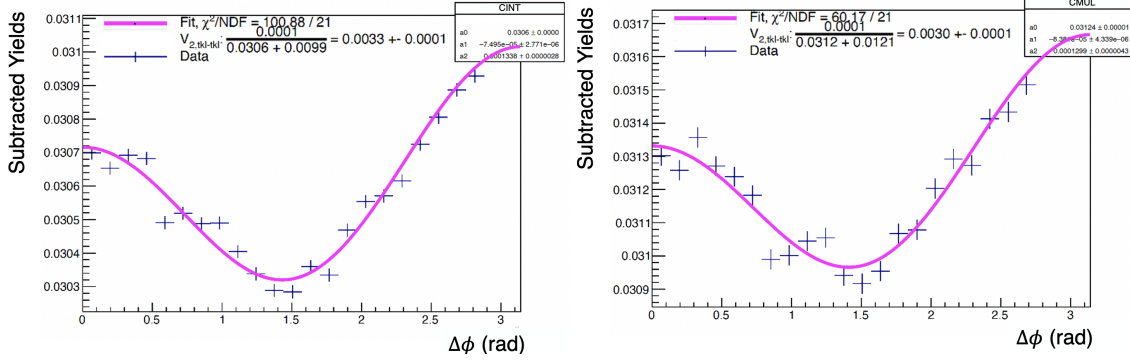 CINT
a0 0.0306 ± 0.0000
a1 -7.495e-05 ± 2.771e-06
a2 0.0001338 ± 0.0000028
Fit, χ²/NDF = 100.88 / 21
V2,tkl-tkl: 0.0001 / 0.0306 + 0.0099 = 0.0033 +- 0.0001
Data
Subtracted Yields
0.0311
0.031
0.0309
0.0308
0.0307
0.0306
0.0305
0.0304
0.0303
0 0.5 1 1.5 2 2.5 3
Δϕ (rad)
CMUL
a0 0.03124 ± 0.00001
± 4.339e-06
a2 0.0001299 ± 0.0000043
Fit, χ²/NDF = 60.17 / 21
V2,tkl-tkl: 0.0001 / 0.0312 + 0.0121 = 0.0030 +- 0.0001
Data
Subtracted Yields
0.0317
0.0316
0.0315
0.0314
0.0313
0.0312
0.0311
0.031
0.0309
0 0.5 1 1.5 2 2.5 3
Δϕ (rad)